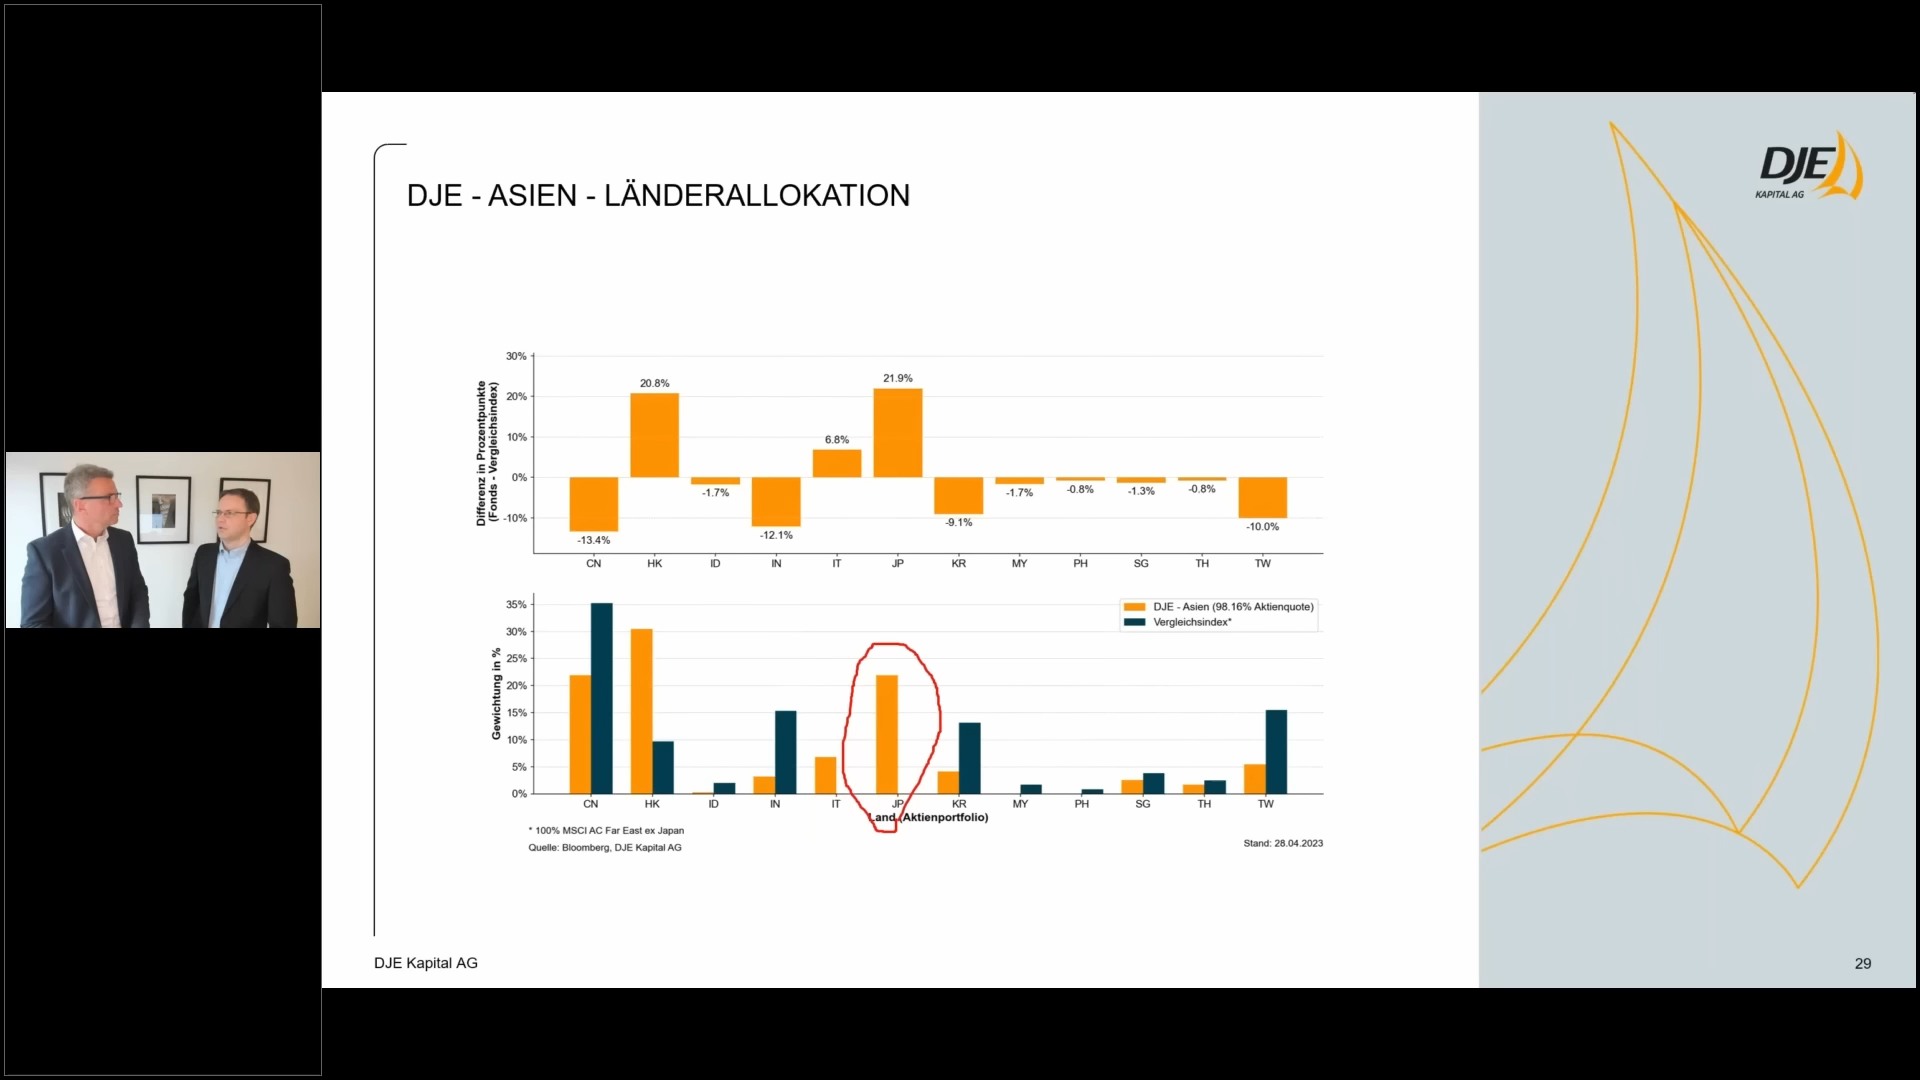 DJE
KAPITAL AG
DJE - ASIEN - LÄNDERALLOKATION
Differenz in Prozentpunkte
(Fonds - Vergleichsindex)
30%
20%
10%
0%
-10%
-13.4%
20.8%
-1.7%
-12.1%
6.8%
21.9%
-9.1%
-1.7%
-0.8%
-1.3%
-0.8%
-10.0%
CN HK ID IN IT JP KR MY PH SG TH TW
Gewichtung in %
35%
30%
25%
20%
15%
10%
5%
0%
DJE - Asien (98.16% Aktienquote)
Vergleichsindex*
CN HK ID IN IT JP KR MY PH SG TH TW
Land (Aktienportfolio)
* 100% MSCI AC Far East ex Japan
Quelle: Bloomberg, DJE Kapital AG
Stand: 28.04.2023
DJE Kapital AG
29